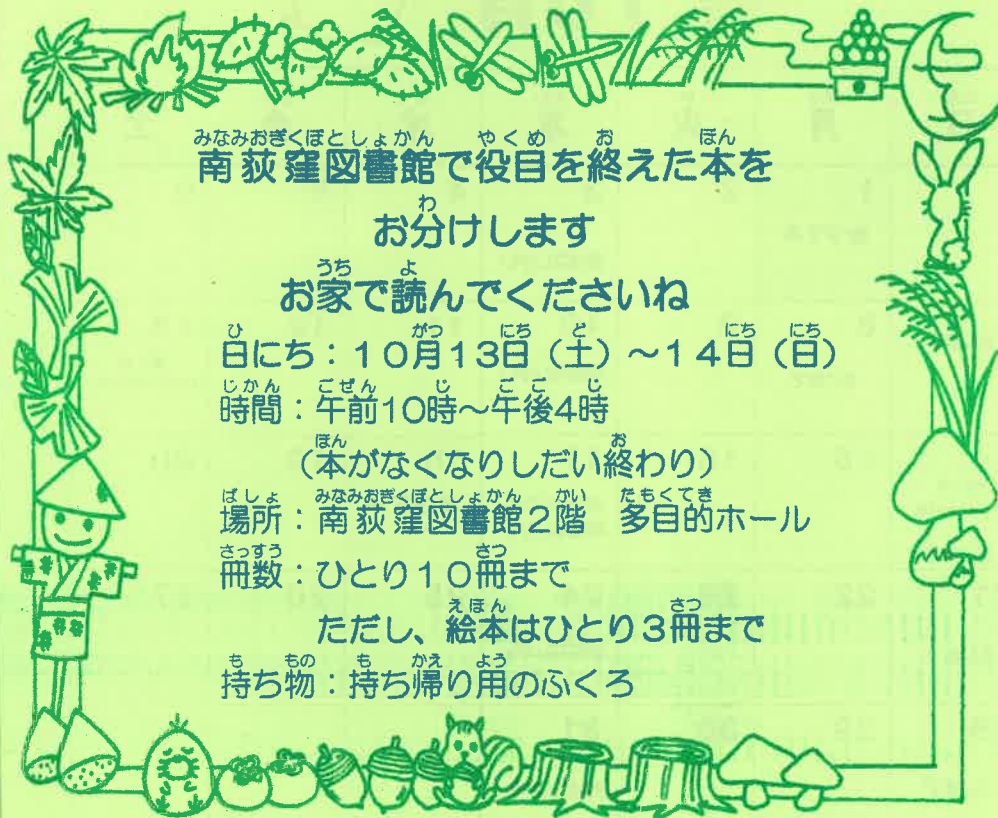 南荻窪図書館で役目を終えた本を
お分けします
お家で読んでくださいね
日にち：１０月１３日（土）～１４日（日）
時間：午前10時～午後4時
（本がなくなりしだい終わり）
場所：南荻窪図書館２階　多目的ホール
冊数：ひとり１０冊まで
ただし、絵本はひとり３冊まで
持ち物：持ち帰り用のふくろ